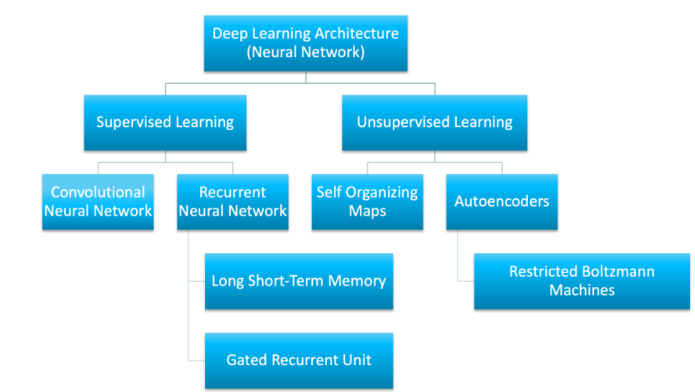 Deep Learning Architecture
(Neural Network)
Supervised Learning
Unsupervised Learning
Convolutional
Neural Network
Recurrent
Neural Network
Self Organizing
Maps
Autoencoders
Long Short-Term Memory
Restricted Boltzmann
Machines
Gated Recurrent Unit